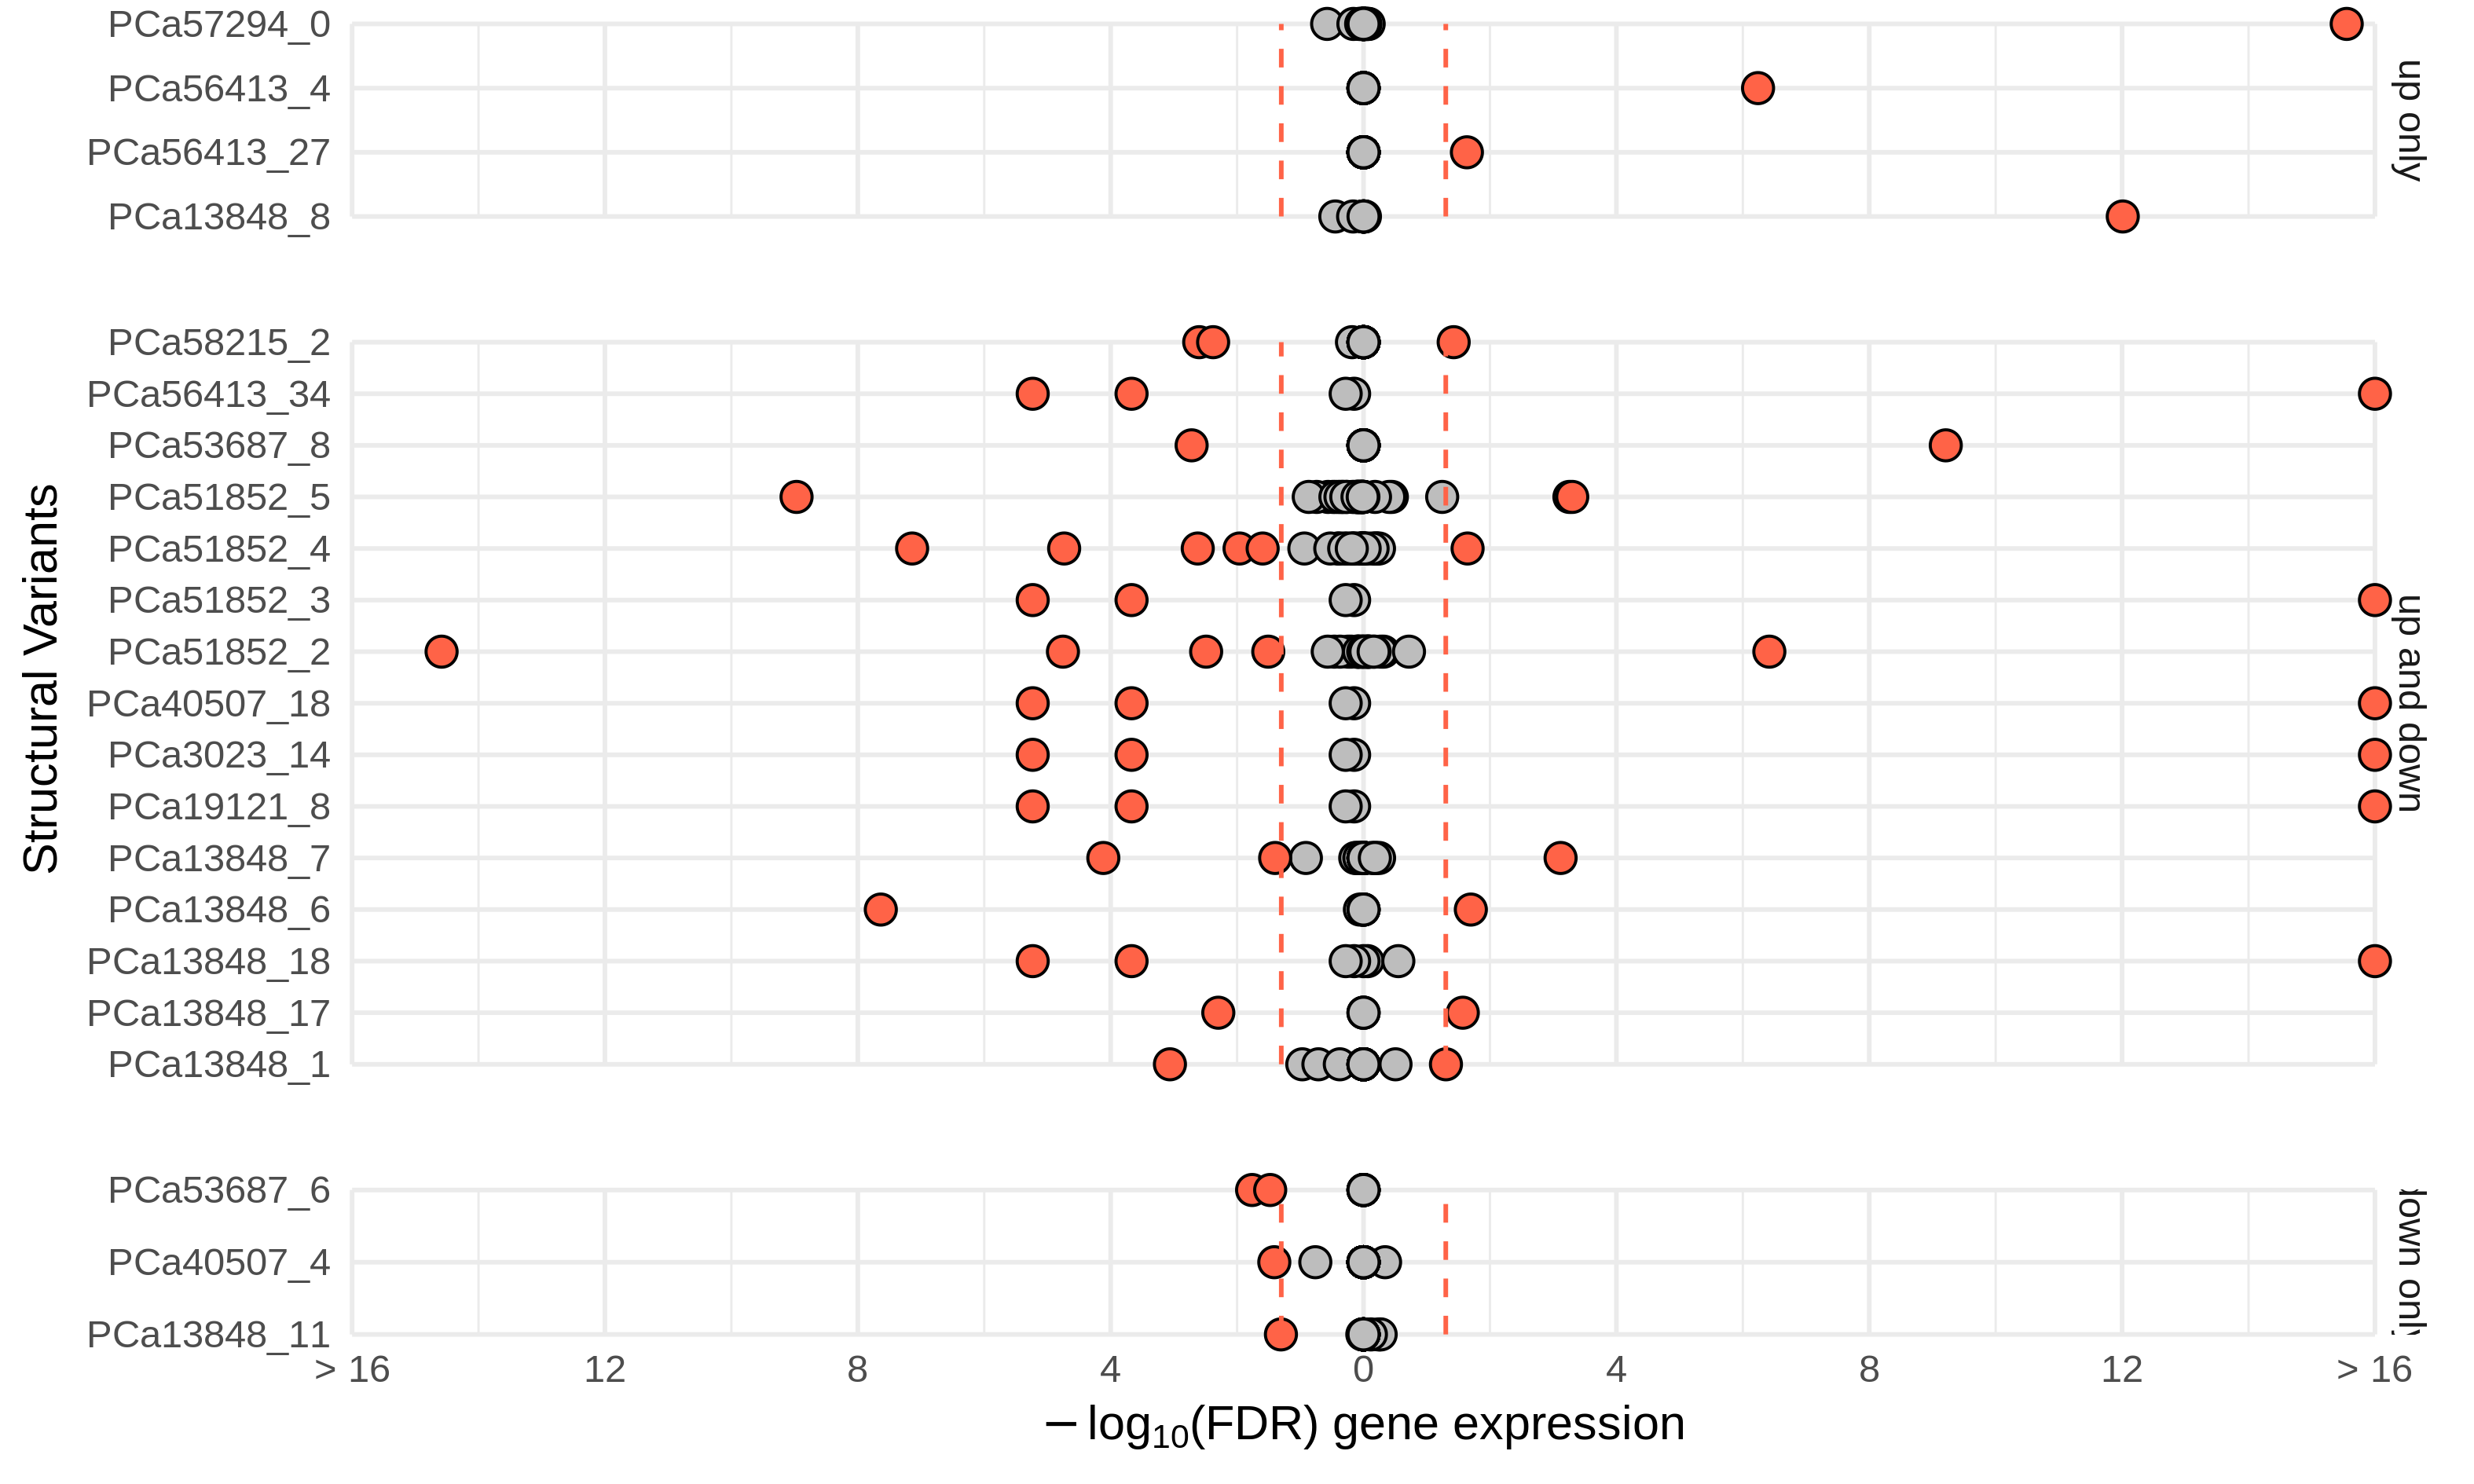 PCa57294_0
PCa56413_4
PCa56413_27
PCa13848_8
up only
PCa58215_2
PCa56413_34
PCa53687_8
PCa51852_5
PCa51852_4
PCa51852_3
PCa51852_2
PCa40507_18
PCa3023_14
PCa19121_8
PCa13848_7
PCa13848_6
PCa13848_18
PCa13848_17
PCa13848_1
up and down
Structural Variants
PCa53687_6
PCa40507_4
PCa13848_11
down only
> 16 12 8 4 0 4 8 12 > 16
− log10(FDR) gene expression